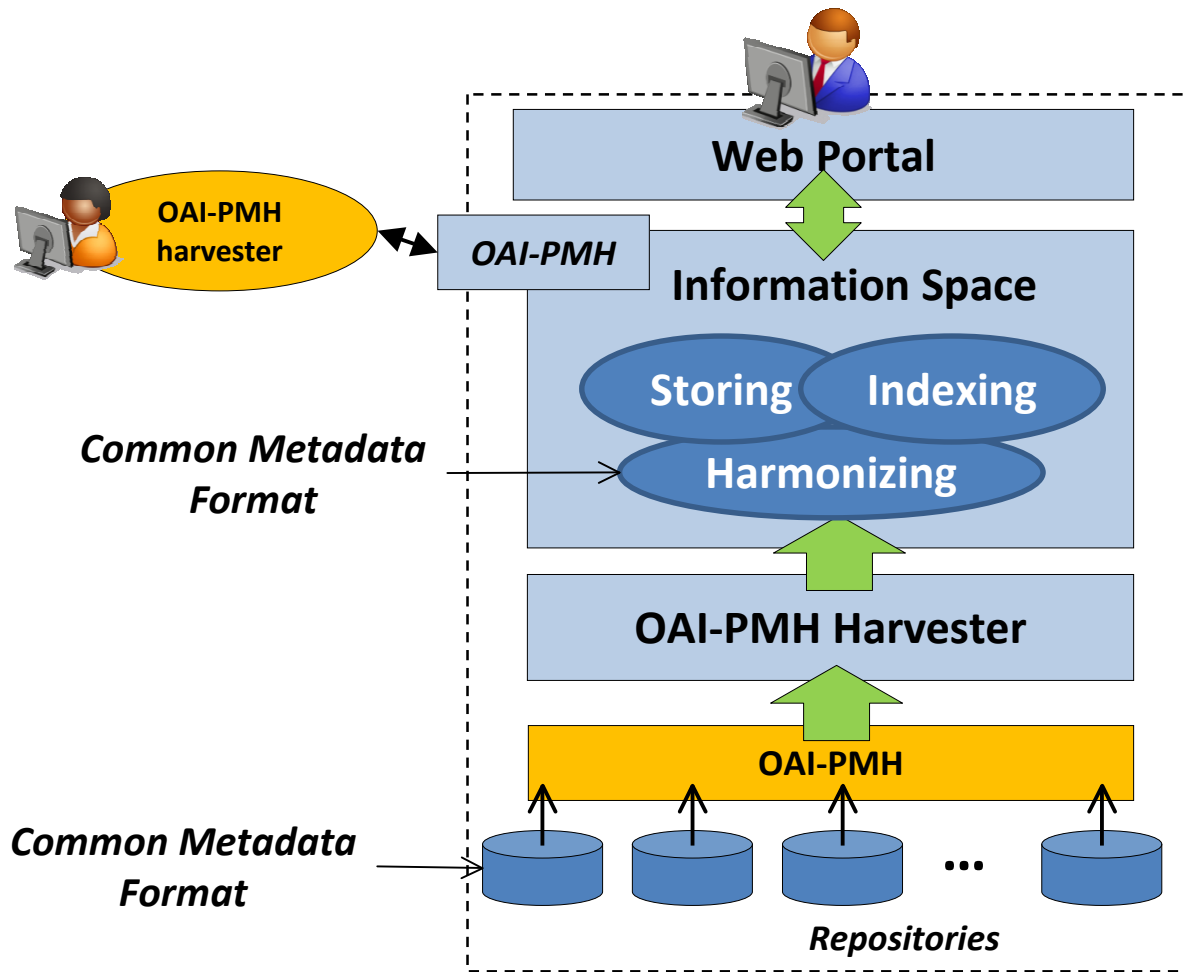 Web Portal
OAI-PMH
harvester
OAI-PMH
Information Space
Storing
Indexing
Common Metadata
Format
Harmonizing
OAI-PMH Harvester
OAI-PMH
Common Metadata
Format
...
Repositories